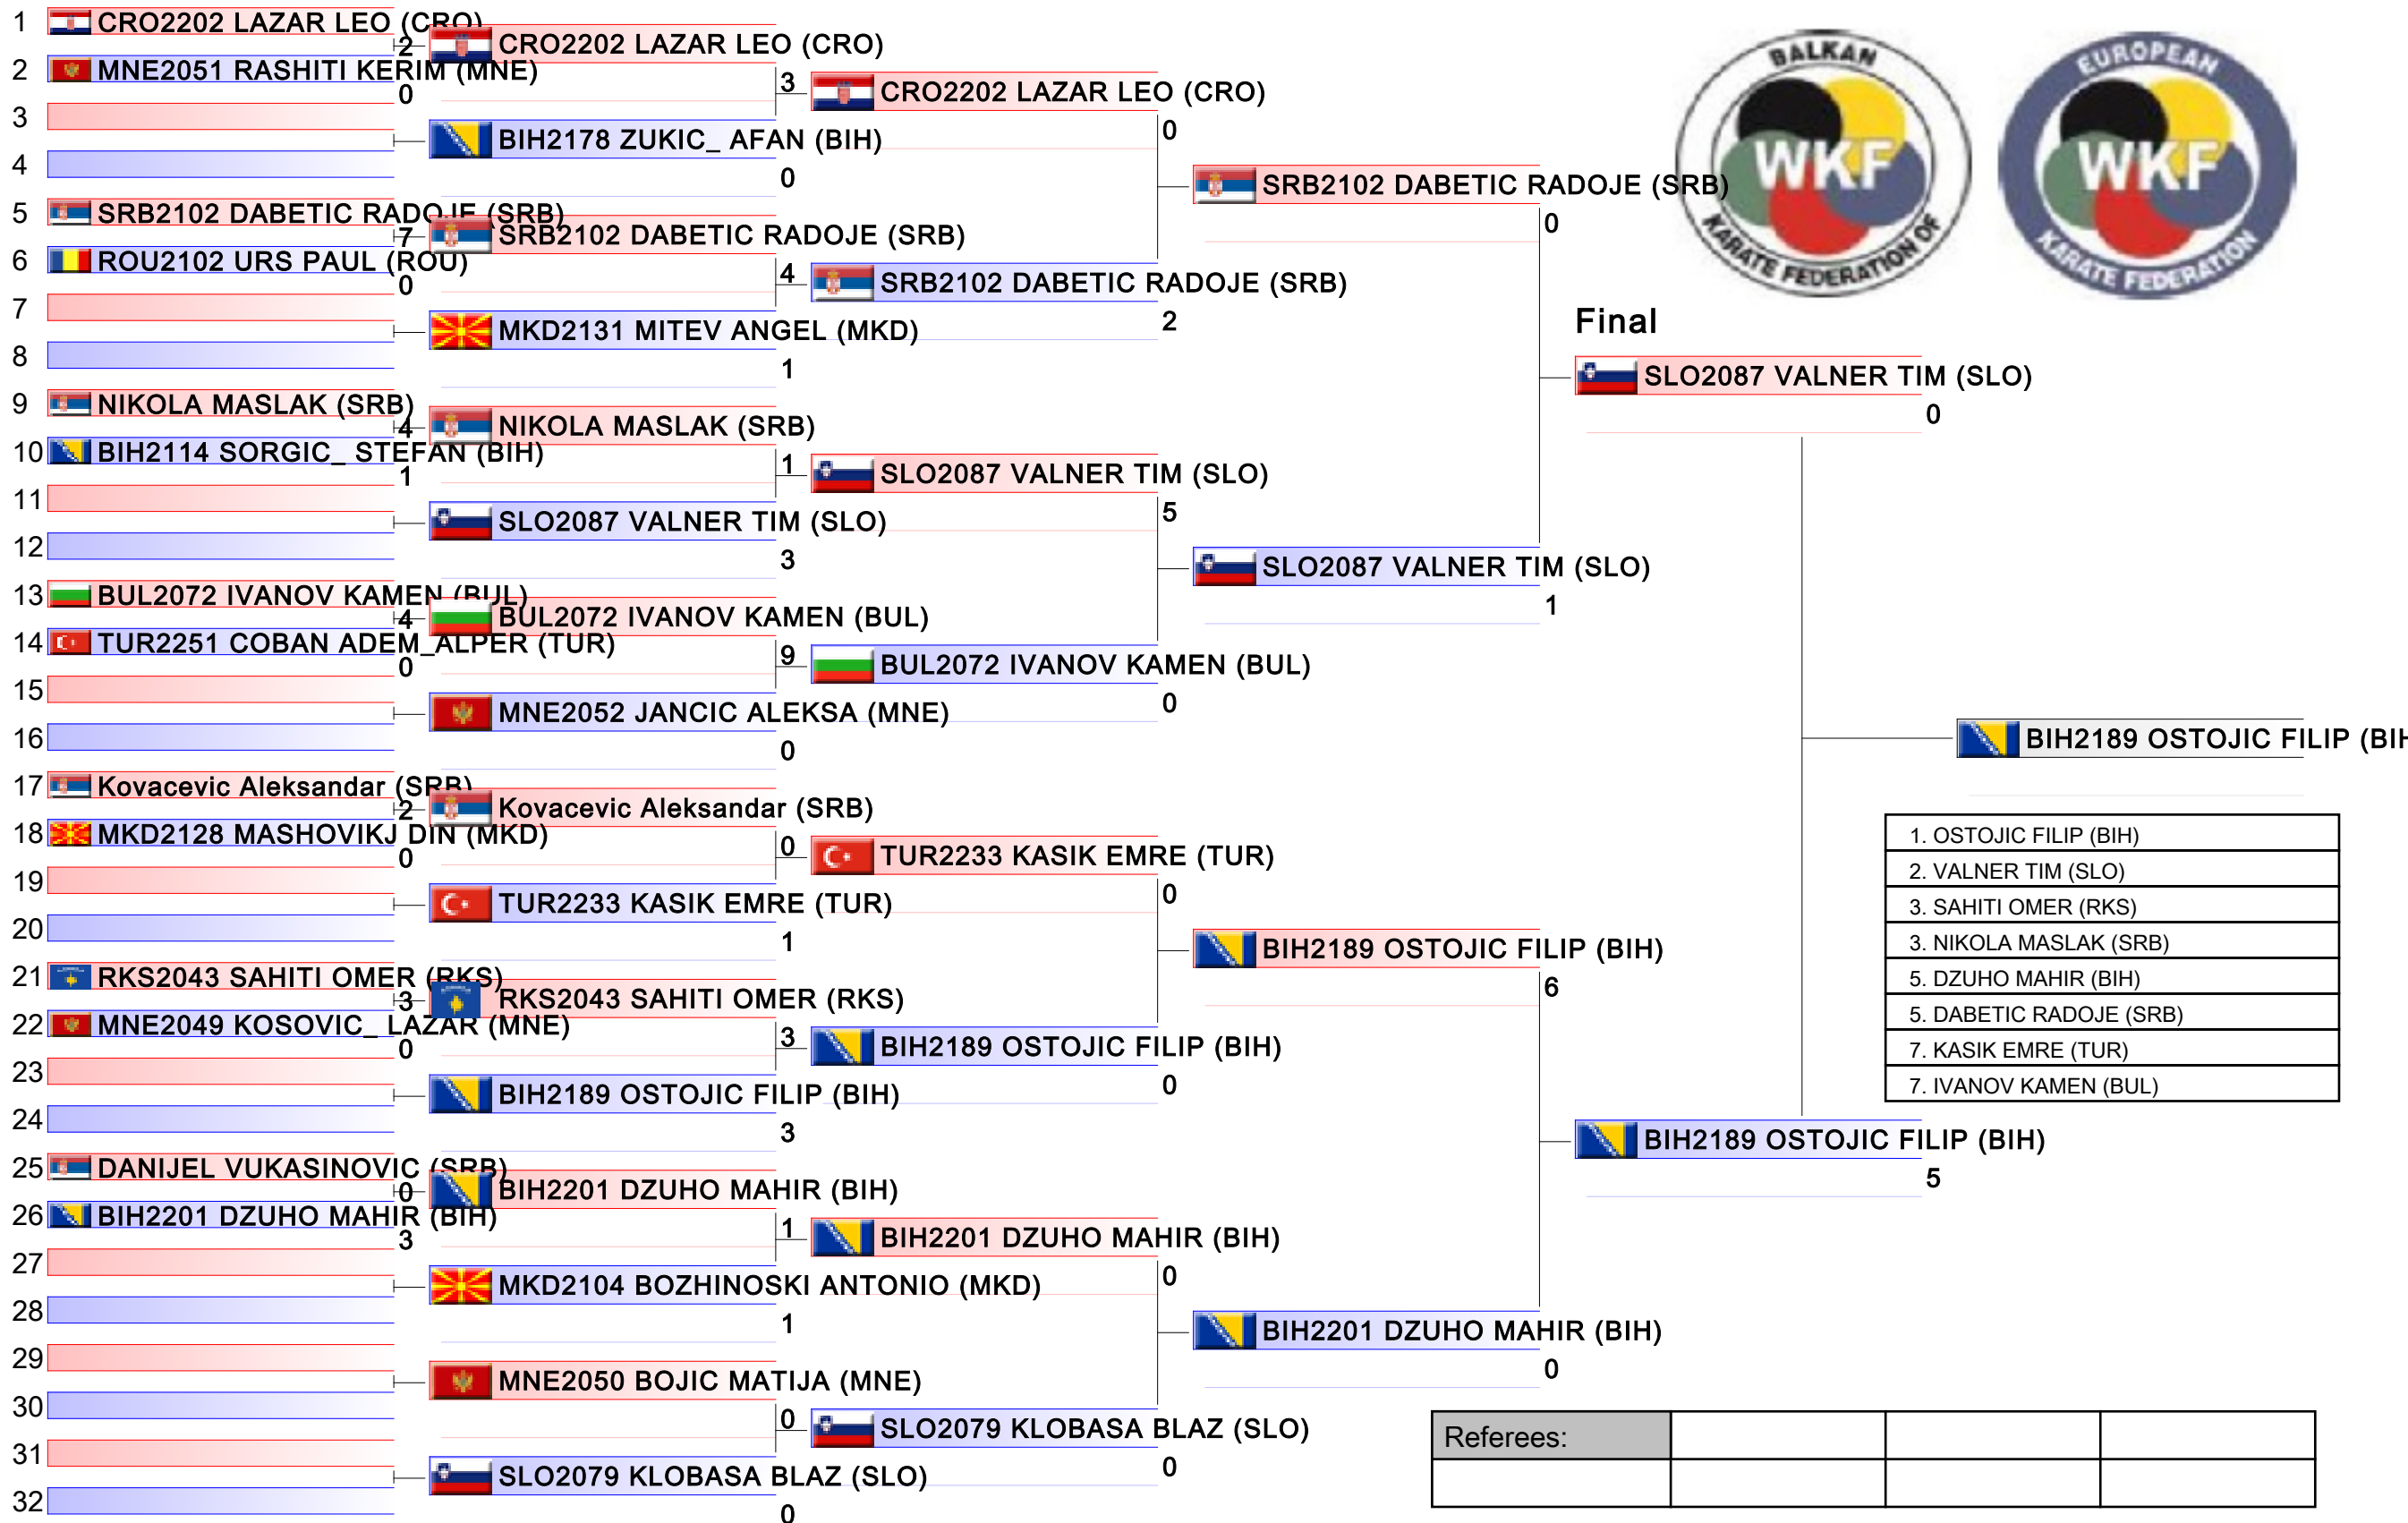 1 CRO2202 LAZAR LEO (CRO)
2
2 MNE2051 RASHITI KERIM (MNE)
0
3
4
5 SRB2102 DABETIC RADOJE (SRB)
7
6 ROU2102 URS PAUL (ROU)
0
7
8
9 NIKOLA MASLAK (SRB)
4
10 BIH2114 SORGIC_ STEFAN (BIH)
1
11
12
13 BUL2072 IVANOV KAMEN (BUL)
4
14 TUR2251 COBAN ADEM_ALPER (TUR)
0
15
16
17 Kovacevic Aleksandar (SRB)
2
18 MKD2128 MASHOVIKJ DIN (MKD)
0
19
20
21 RKS2043 SAHITI OMER (RKS)
3
22 MNE2049 KOSOVIC_ LAZAR (MNE)
0
23
24
25 DANIJEL VUKASINOVIC (SRB)
0
26 BIH2201 DZUHO MAHIR (BIH)
3
27
28
29
30
31
32
CRO2202 LAZAR LEO (CRO)
3
BIH2178 ZUKIC_ AFAN (BIH)
0
SRB2102 DABETIC RADOJE (SRB)
4
MKD2131 MITEV ANGEL (MKD)
1
NIKOLA MASLAK (SRB)
1
SLO2087 VALNER TIM (SLO)
3
BUL2072 IVANOV KAMEN (BUL)
9
MNE2052 JANCIC ALEKSA (MNE)
0
Kovacevic Aleksandar (SRB)
0
TUR2233 KASIK EMRE (TUR)
1
RKS2043 SAHITI OMER (RKS)
3
BIH2189 OSTOJIC FILIP (BIH)
3
BIH2201 DZUHO MAHIR (BIH)
1
MKD2104 BOZHINOSKI ANTONIO (MKD)
1
MNE2050 BOJIC MATIJA (MNE)
0
SLO2079 KLOBASA BLAZ (SLO)
0
CRO2202 LAZAR LEO (CRO)
0
SRB2102 DABETIC RADOJE (SRB)
2
SLO2087 VALNER TIM (SLO)
5
BUL2072 IVANOV KAMEN (BUL)
0
TUR2233 KASIK EMRE (TUR)
0
BIH2189 OSTOJIC FILIP (BIH)
0
BIH2201 DZUHO MAHIR (BIH)
0
SLO2079 KLOBASA BLAZ (SLO)
0
SRB2102 DABETIC RADOJE (SRB)
0
SLO2087 VALNER TIM (SLO)
1
BIH2189 OSTOJIC FILIP (BIH)
6
BIH2201 DZUHO MAHIR (BIH)
0
BALKAN
WKF
KARATE FEDERATION OF
EUROPEAN
WKF
KARATE FEDERATION
Final
SLO2087 VALNER TIM (SLO)
0
BIH2189 OSTOJIC FILIP (BIH)
5
BIH2189 OSTOJIC FILIP (BIH
1. OSTOJIC FILIP (BIH)
2. VALNER TIM (SLO)
3. SAHITI OMER (RKS)
3. NIKOLA MASLAK (SRB)
5. DZUHO MAHIR (BIH)
5. DABETIC RADOJE (SRB)
7. KASIK EMRE (TUR)
7. IVANOV KAMEN (BUL)
Referees: